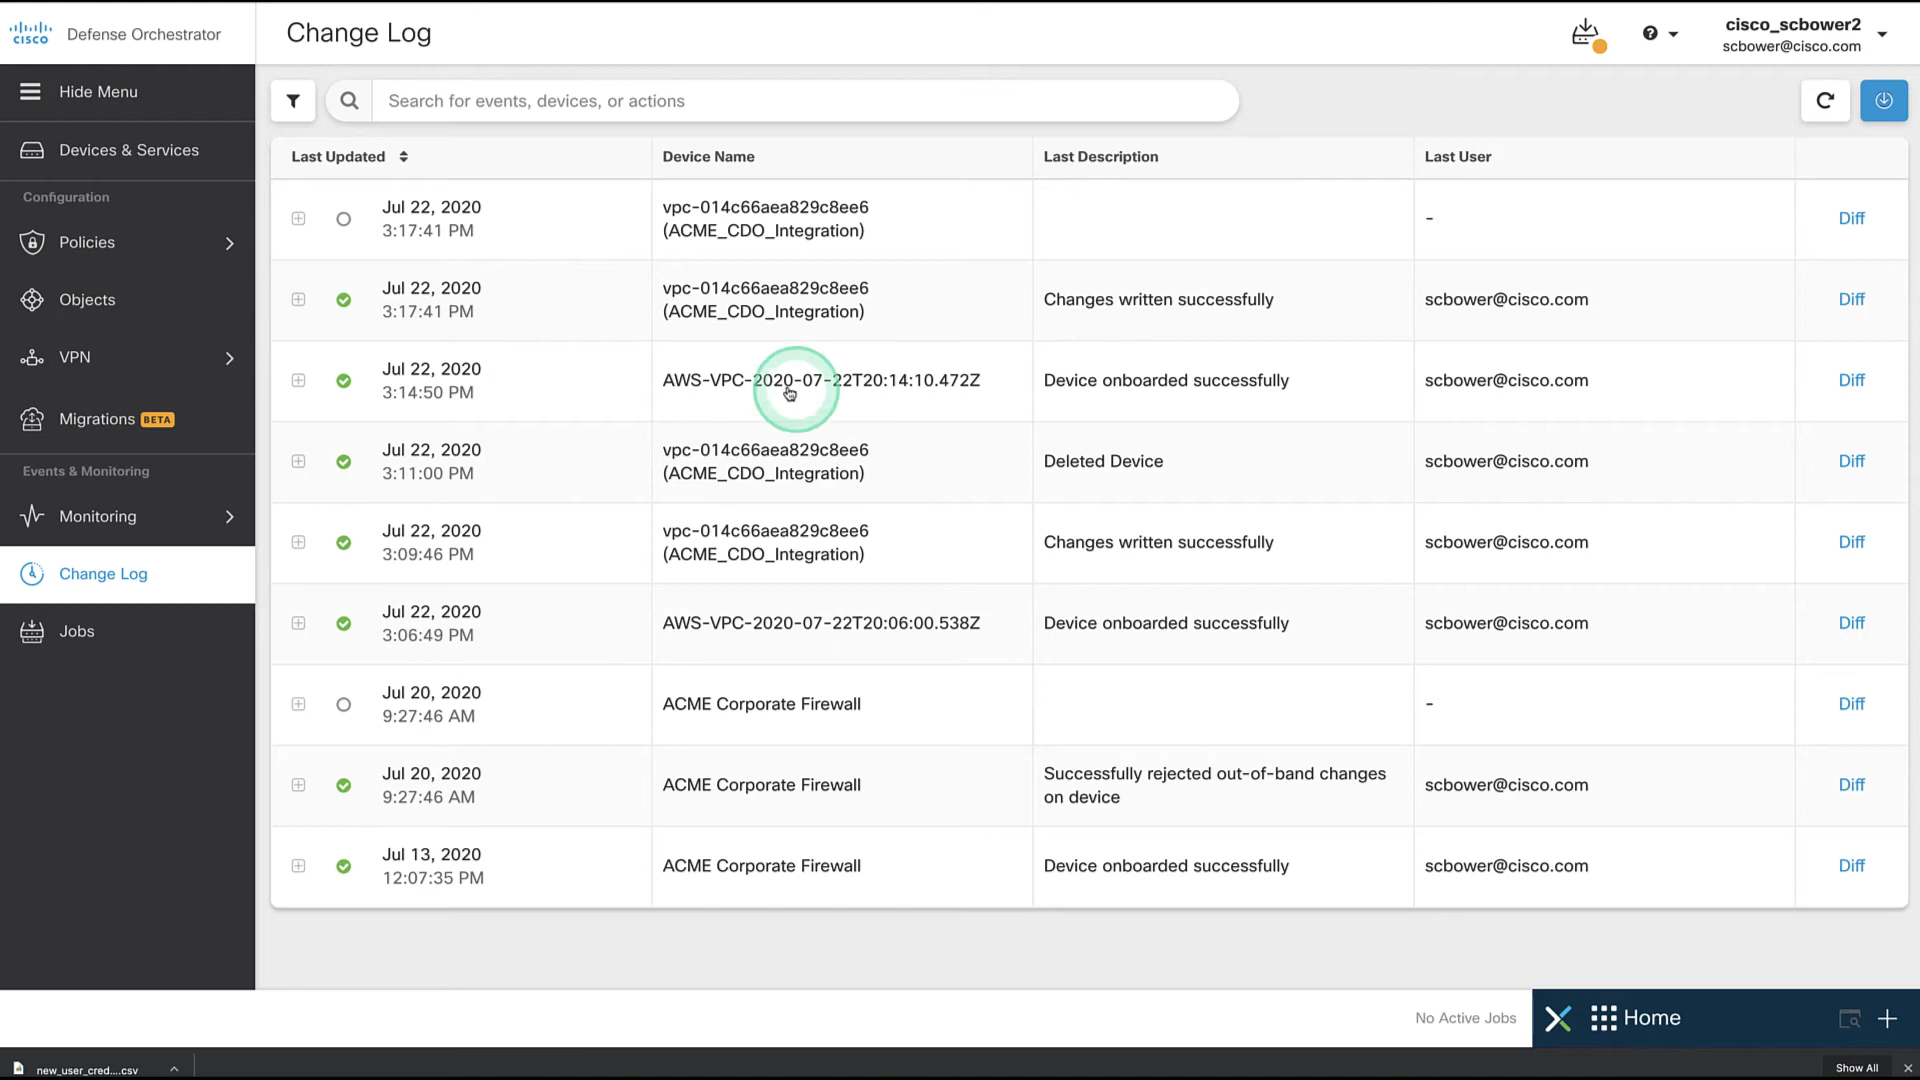 CISCO
Defense Orchestrator
Change Log
cisco_scbower2
scbower@cisco.com
Hide Menu
Search for events, devices, or actions
Devices & Services
Last Updated Device Name Last Description Last User
Configuration
Policies
Objects
VPN
Migrations BETA
Events & Monitoring
Monitoring
Change Log
Jobs
Jul 22, 2020
3:17:41 PM
vpc-014c66aea829c8ee6
(ACME_CDO_Integration)
-
Diff
Jul 22, 2020
3:17:41 PM
vpc-014c66aea829c8ee6
(ACME_CDO_Integration)
Changes written successfully
scbower@cisco.com
Diff
Jul 22, 2020
3:14:50 PM
AWS-VPC-2020-07-22T20:14:10.472Z
Device onboarded successfully
scbower@cisco.com
Diff
Jul 22, 2020
3:11:00 PM
vpc-014c66aea829c8ee6
(ACME_CDO_Integration)
Deleted Device
scbower@cisco.com
Diff
Jul 22, 2020
3:09:46 PM
vpc-014c66aea829c8ee6
(ACME_CDO_Integration)
Changes written successfully
scbower@cisco.com
Diff
Jul 22, 2020
3:06:49 PM
AWS-VPC-2020-07-22T20:06:00.538Z
Device onboarded successfully
scbower@cisco.com
Diff
Jul 20, 2020
9:27:46 AM
ACME Corporate Firewall
-
Diff
Jul 20, 2020
9:27:46 AM
ACME Corporate Firewall
Successfully rejected out-of-band changes
on device
scbower@cisco.com
Diff
Jul 13, 2020
12:07:35 PM
ACME Corporate Firewall
Device onboarded successfully
scbower@cisco.com
Diff
No Active Jobs
Home
new_user_cred....csv
Show All